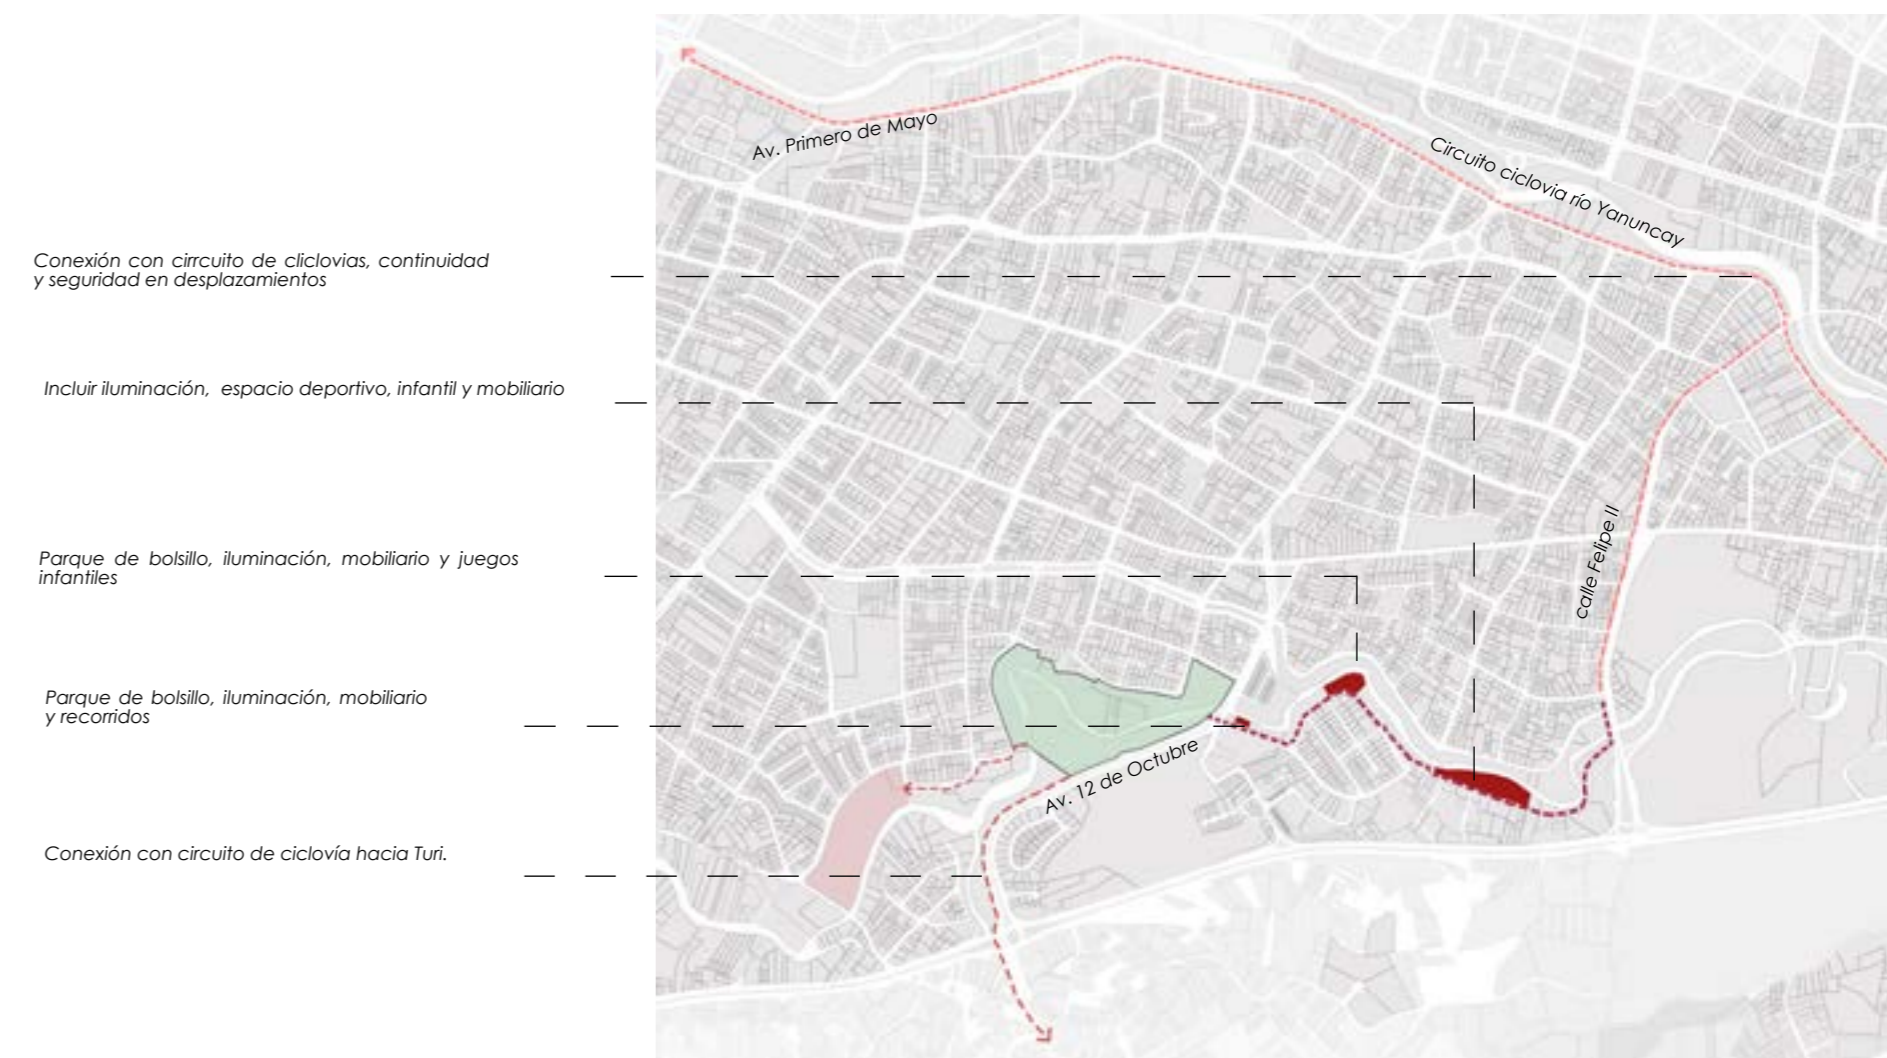 Av. Primero de Mayo
Circuito ciclovia río Yanuncay
Conexión con cirrcuito de cliclovias, continuidad
y seguridad en desplazamientos
Incluir iluminación, espacio deportivo, infantil y mobiliario
calle Felipe II
Parque de bolsillo, iluminación, mobiliario y juegos
infantiles
Parque de bolsillo, iluminación, mobiliario
y recorridos
Av. 12 de Octubre
Conexión con circuito de ciclovía hacia Turi.